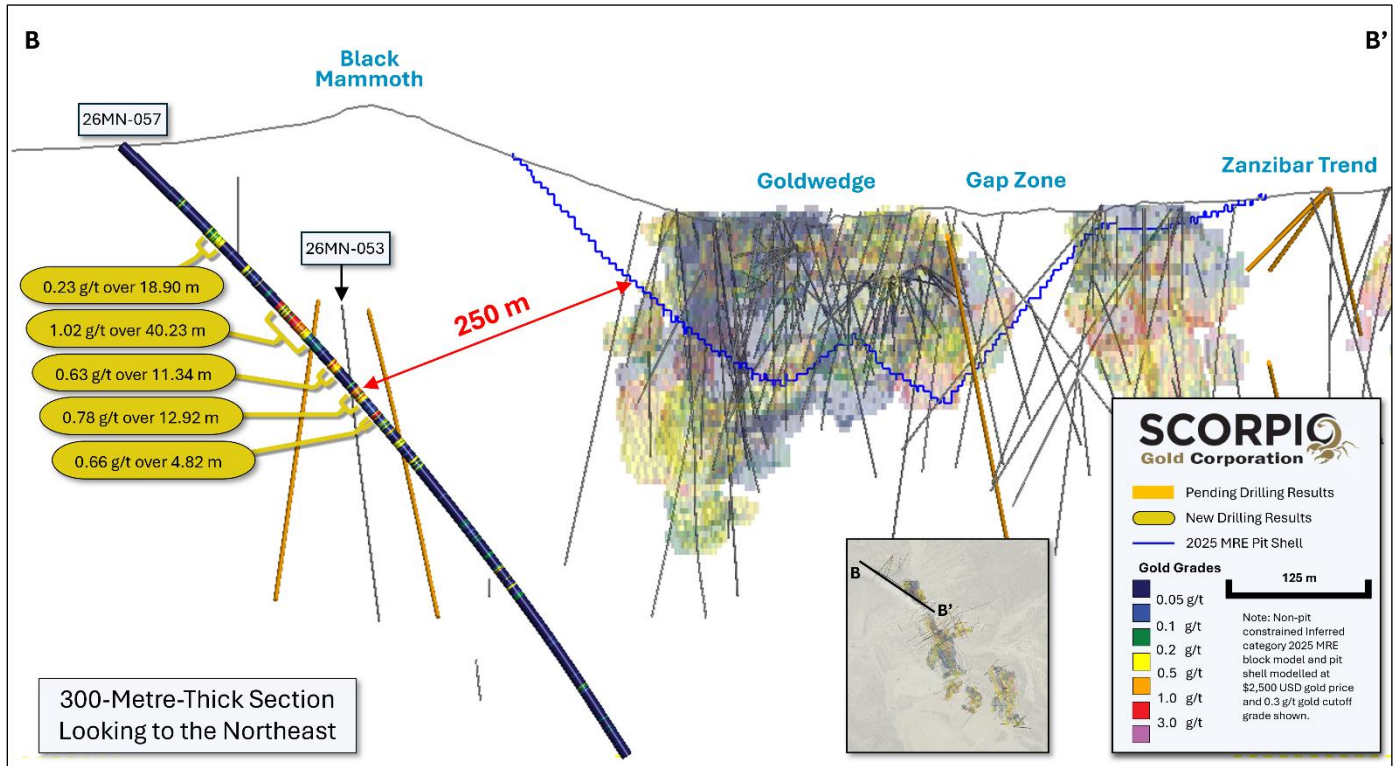 B
B’
Black
Mammoth
26MN-057
Zanzibar Trend
Goldwedge
Gap Zone
26MN-053
0.23 g/t over 18.90 m
1.02 g/t over 40.23 m
0.63 g/t over 11.34 m
0.78 g/t over 12.92 m
0.66 g/t over 4.82 m
250 m
SCORPIO
Gold Corporation
Pending Drilling Results
New Drilling Results
2025 MRE Pit Shell
Gold Grades
0.05 g/t
0.1 g/t
0.2 g/t
0.5 g/t
1.0 g/t
3.0 g/t
125 m
Note: Non-pit
constrained Inferred
category 2025 MRE
block model and pit
shell modelled at
$2,500 USD gold price
and 0.3 g/t gold cutoff
grade shown.
B
B’
300-Metre-Thick Section
Looking to the Northeast